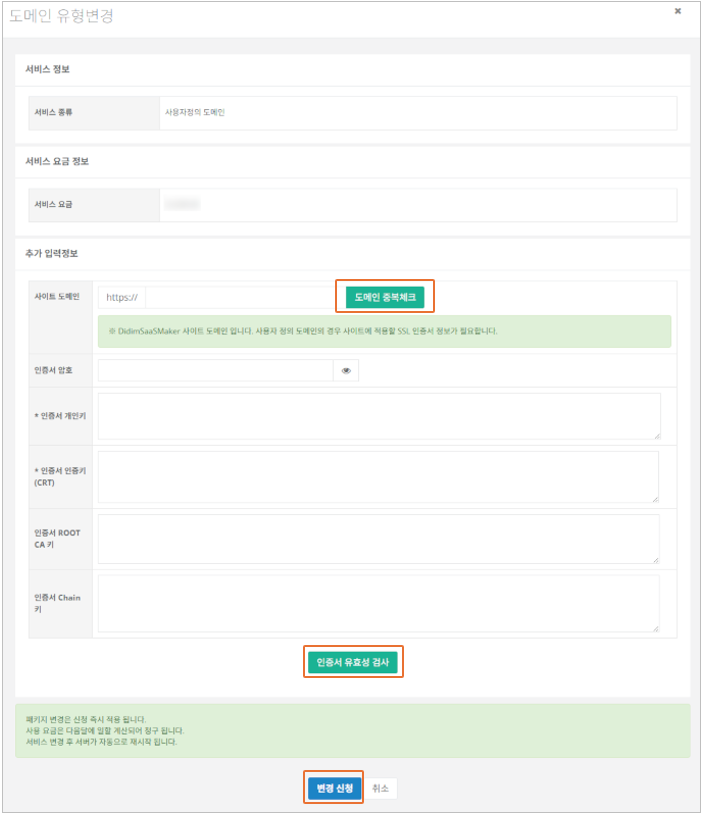 도메인 유형변경
×
서비스 정보
서비스 종류
사용자정의 도메인
서비스 요금 정보
서비스 요금
추가 입력정보
사이트 도메인
https://
도메인 중복체크
※ DidimSaaSMaker 사이트 도메인 입니다. 사용자 정의 도메인의 경우 사이트에 적용할 SSL 인증서 정보가 필요합니다.
인증서 암호
* 인증서 개인키
* 인증서 인증키
(CRT)
인증서 ROOT
CA 키
인증서 Chain
키
인증서 유효성 검사
패키지 변경은 신청 즉시 적용 됩니다.
사용 요금은 다음달에 일할 계산되어 청구 됩니다.
서비스 변경 후 서버가 자동으로 재시작 됩니다.
변경 신청
취소